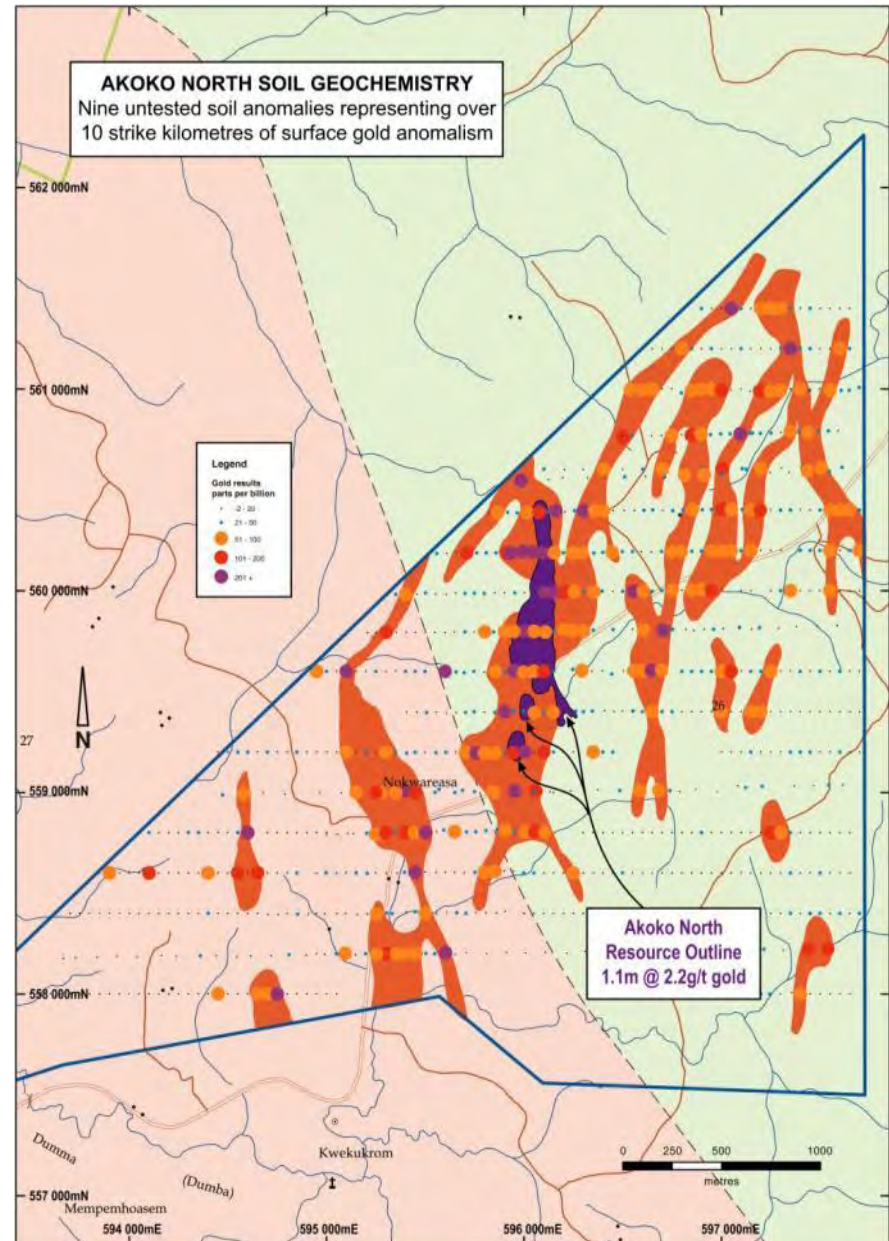 AKOKO NORTH SOIL GEOCHEMISTRY
Nine untested soil anomalies representing over
10 strike kilometres of surface gold anomalism
562 000mN
561 000mN
Legend
Gold results
parts per billion
-2 - 20
21 - 50
51 - 100
101 - 200
201 +
560 000mN
N
27
26
Nokwareasa
559 000mN
Akoko North
Resource Outline
1.1m @ 2.2g/t gold
558 000mN
Dumma
(Dumba)
Kwekukrom
0 250 500 1000
metres
557 000mN
Mempemhoasem
594 000mE 595 000mE 596 000mE 597 000mE